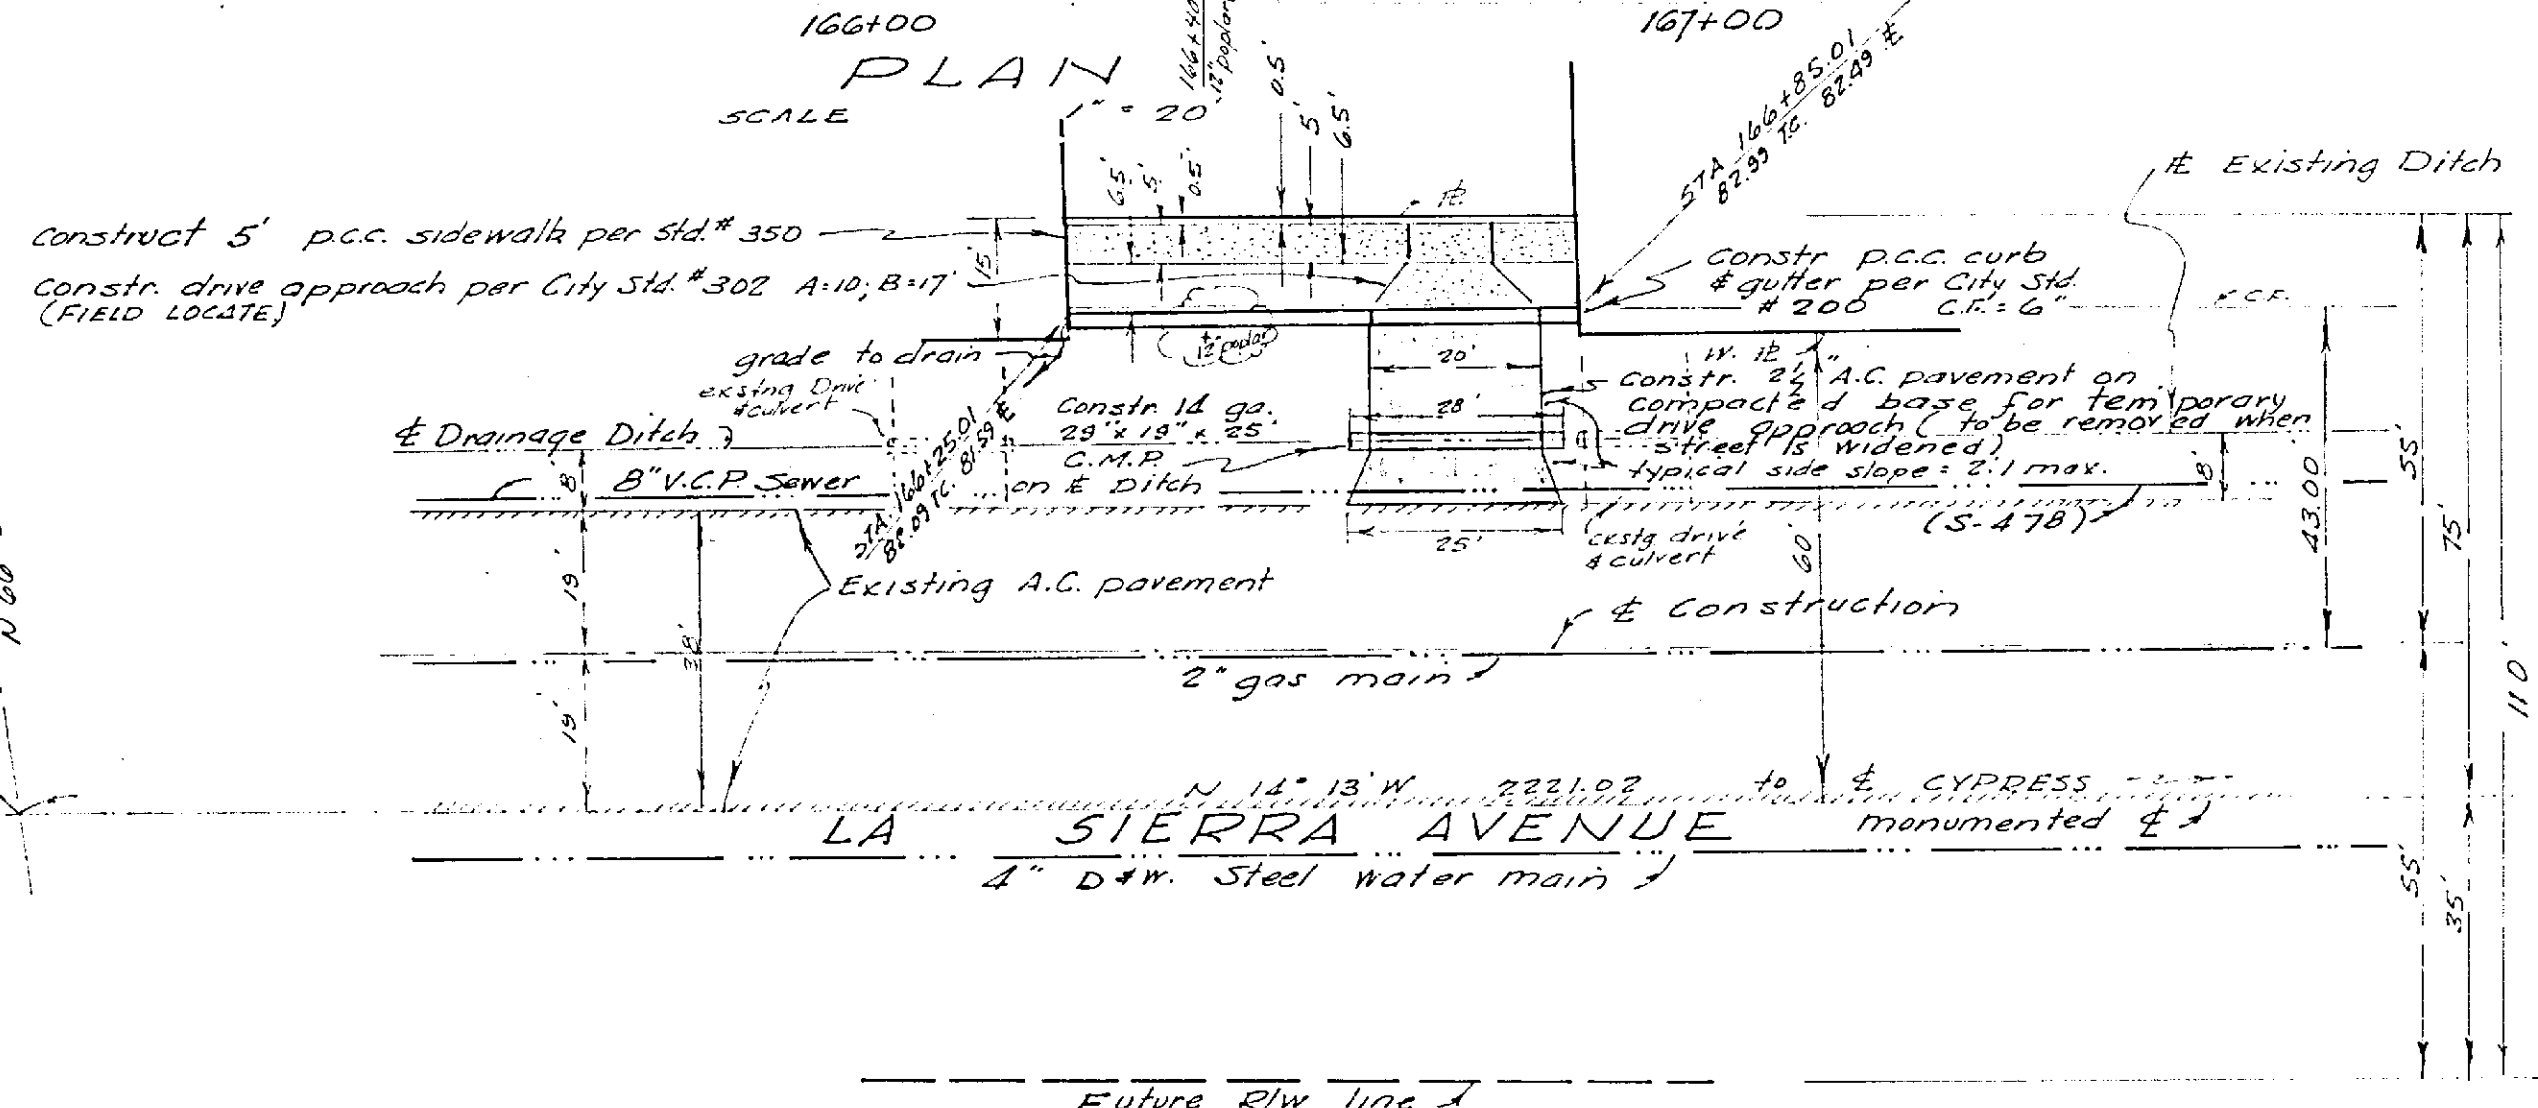 166+00
167+00
PLAN
SCALE 1" = 20'
166+40
12" poplar
0.5'
5'
6.5'
6.5'
5'
0.5'
STA 166+85.01
82.99 T.C. 82.49 ℄
℄ Existing Ditch
Construct 5' p.c.c. sidewalk per Std. # 350
15'
Constr. drive approach per City Std. # 302 A=10; B=17'
(FIELD LOCATE)
Constr p.c.c. curb
& gutter per City Std.
# 200 C.F. = 6"
C.F.
12" poplar
grade to drain
exstng Drive
& culvert
20'
28'
Constr. 2½" A.C. pavement on
compacted base for temporary
drive approach (to be removed when
street is widened)
typical side slope = 2:1 max.
Constr. 14 ga.
29" x 19" x 25'
C.M.P.
on ℄ Ditch
℄ Drainage Ditch
8'
8" V.C.P. Sewer
STA. 166+25.01
82.09 T.C. 81.59 ℄
8'
(S-478)
25'
exstg drive
& culvert
60'
43.00
55'
75'
110'
19'
38'
Existing A.C. pavement
℄ Construction
2" gas main
19'
N 14° 13' W 2221.02 to ℄ CYPRESS
LA SIERRA AVENUE
monumented ℄
4" D&W. Steel water main
55'
35'
Future R/W line